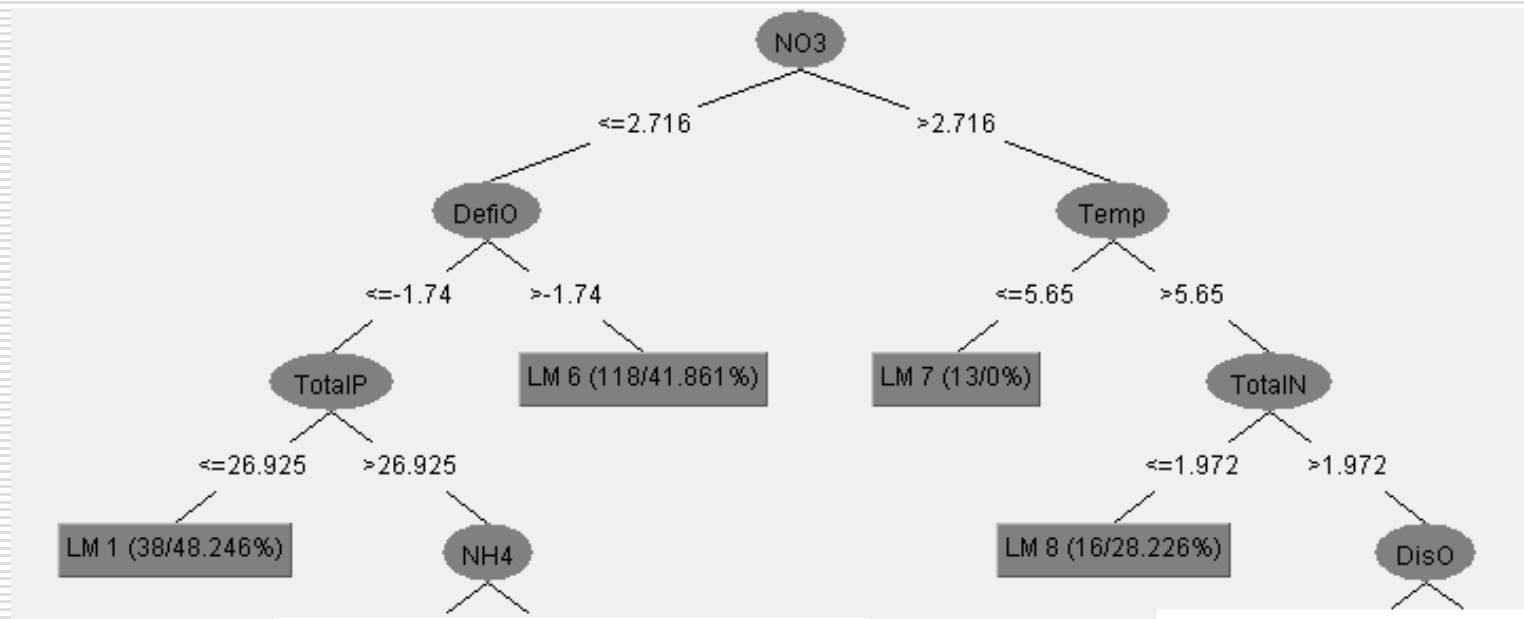 NO3
<=2.716 >2.716
DefiO Temp
<=-1.74 >-1.74 <=5.65 >5.65
TotalP LM 6 (118/41.861%) LM 7 (13/0%) TotalN
<=26.925 >26.925 <=1.972 >1.972
LM 1 (38/48.246%) NH4 LM 8 (16/28.226%) DisO